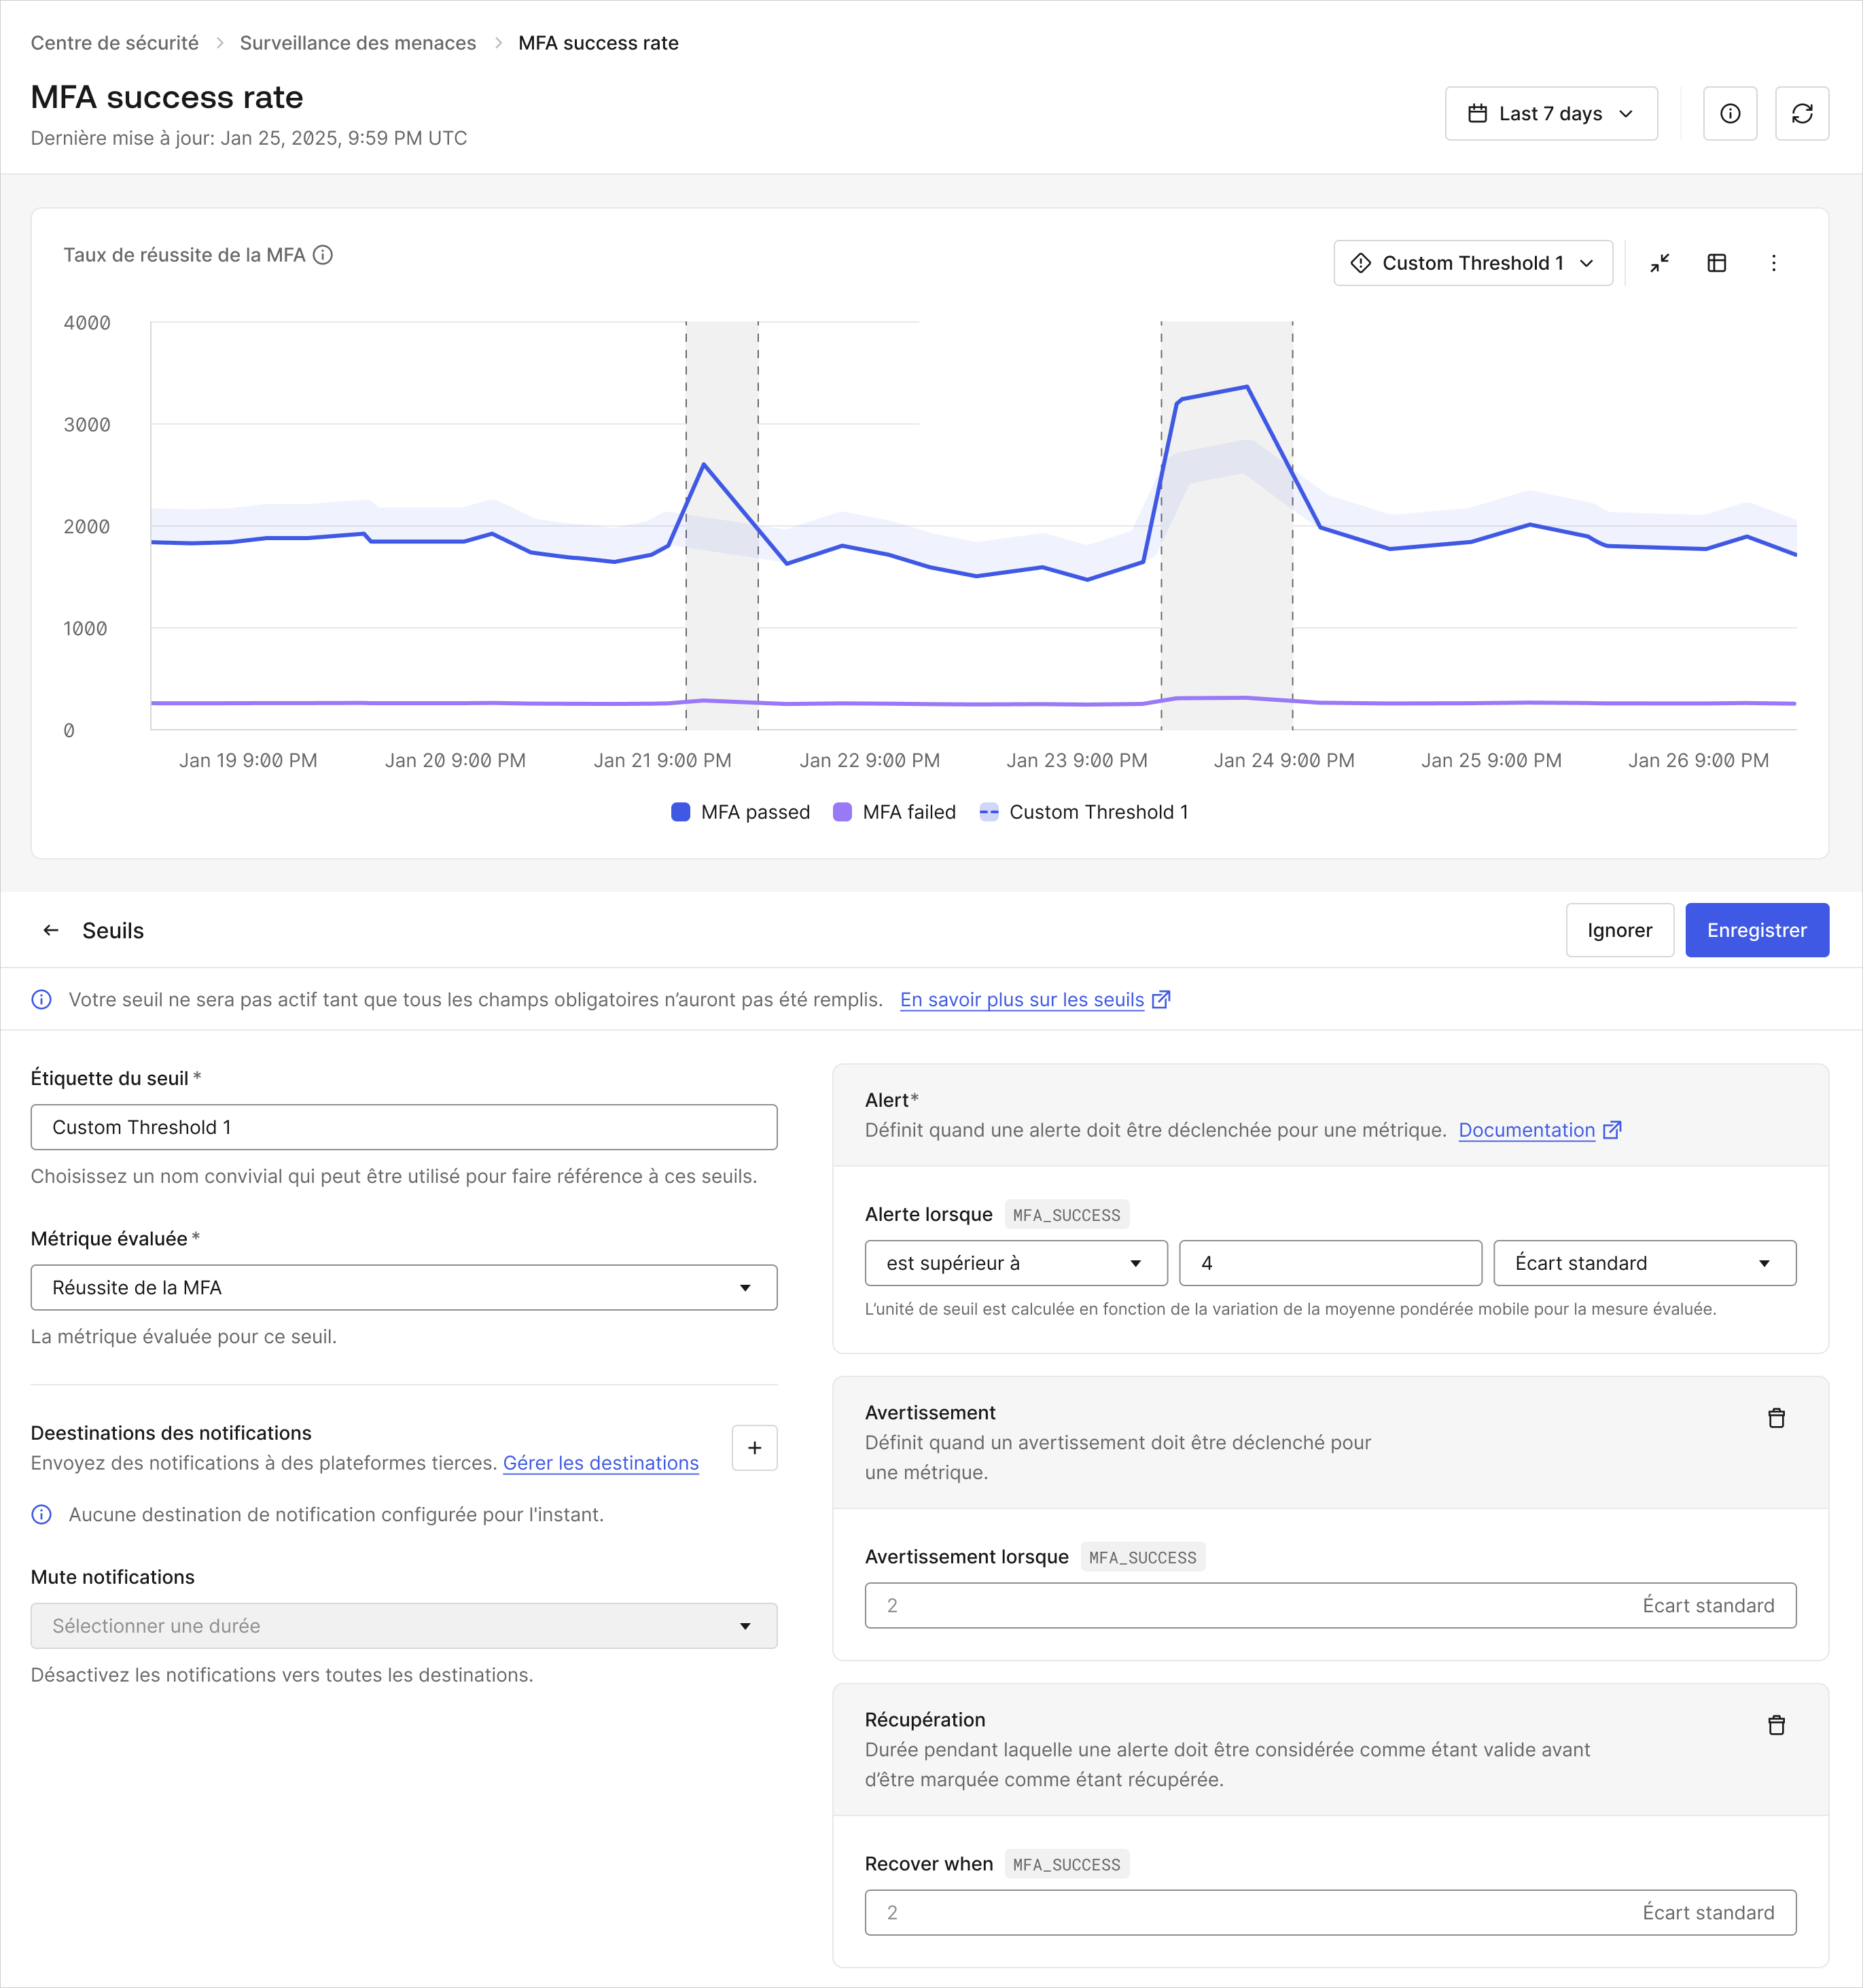 Centre de sécurité > Surveillance des menaces > MFA success rate
MFA success rate
Last 7 days
Dernière mise à jour: Jan 25, 2025, 9:59 PM UTC
Taux de réussite de la MFA
Custom Threshold 1
4000
3000
2000
1000
0
Jan 19 9:00 PM Jan 20 9:00 PM Jan 21 9:00 PM Jan 22 9:00 PM Jan 23 9:00 PM Jan 24 9:00 PM Jan 25 9:00 PM Jan 26 9:00 PM
MFA passed MFA failed Custom Threshold 1
Seuils
Ignorer
Enregistrer
Votre seuil ne sera pas actif tant que tous les champs obligatoires n’auront pas été remplis. En savoir plus sur les seuils
Étiquette du seuil *
Custom Threshold 1
Choisissez un nom convivial qui peut être utilisé pour faire référence à ces seuils.
Métrique évaluée *
Réussite de la MFA
La métrique évaluée pour ce seuil.
Deestinations des notifications
Envoyez des notifications à des plateformes tierces. Gérer les destinations
Aucune destination de notification configurée pour l'instant.
Mute notifications
Sélectionner une durée
Désactivez les notifications vers toutes les destinations.
Alert*
Définit quand une alerte doit être déclenchée pour une métrique. Documentation
Alerte lorsque MFA_SUCCESS
est supérieur à 4 Écart standard
L’unité de seuil est calculée en fonction de la variation de la moyenne pondérée mobile pour la mesure évaluée.
Avertissement
Définit quand un avertissement doit être déclenché pour
une métrique.
Avertissement lorsque MFA_SUCCESS
2 Écart standard
Récupération
Durée pendant laquelle une alerte doit être considérée comme étant valide avant
d’être marquée comme étant récupérée.
Recover when MFA_SUCCESS
2 Écart standard